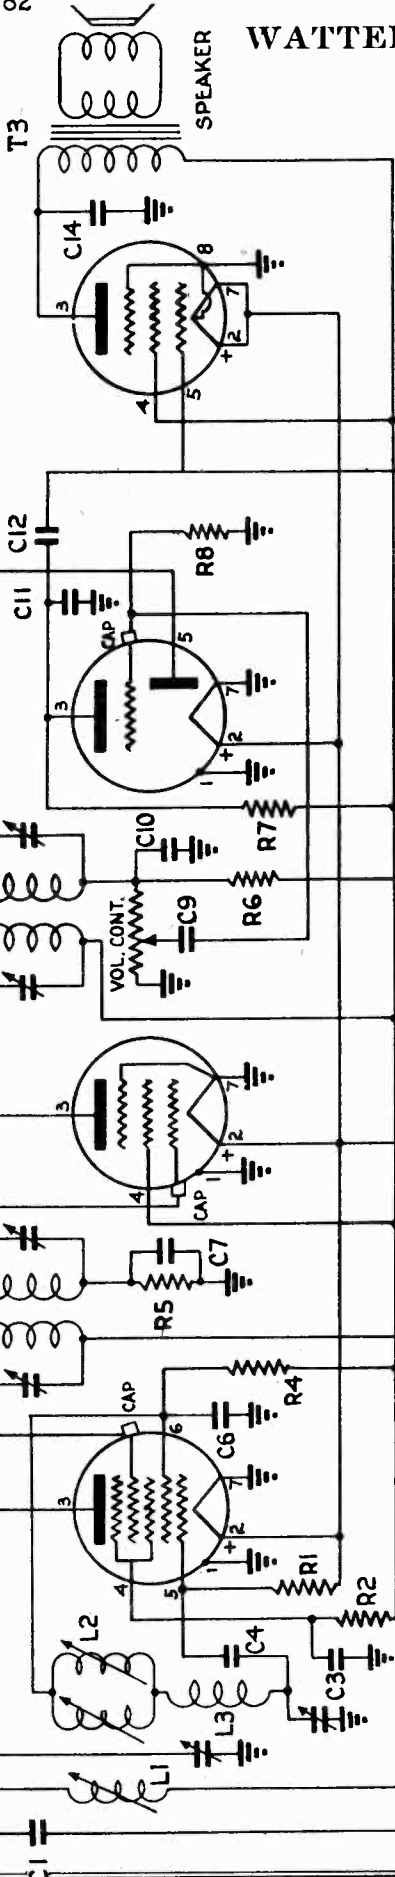 WATTE
T3
SPEAKER
C14
3
8
7
+
2
4
5
C12
C11
CAP
R8
3
5
7
+
2
1
R7
C10
VOL. CONT.
C9
R6
3
7
+
2
1
4
CAP
C7
R5
CAP
R4
6
C6
3
7
+
2
1
4
5
R1
R2
L2
C4
C3
L3
L1